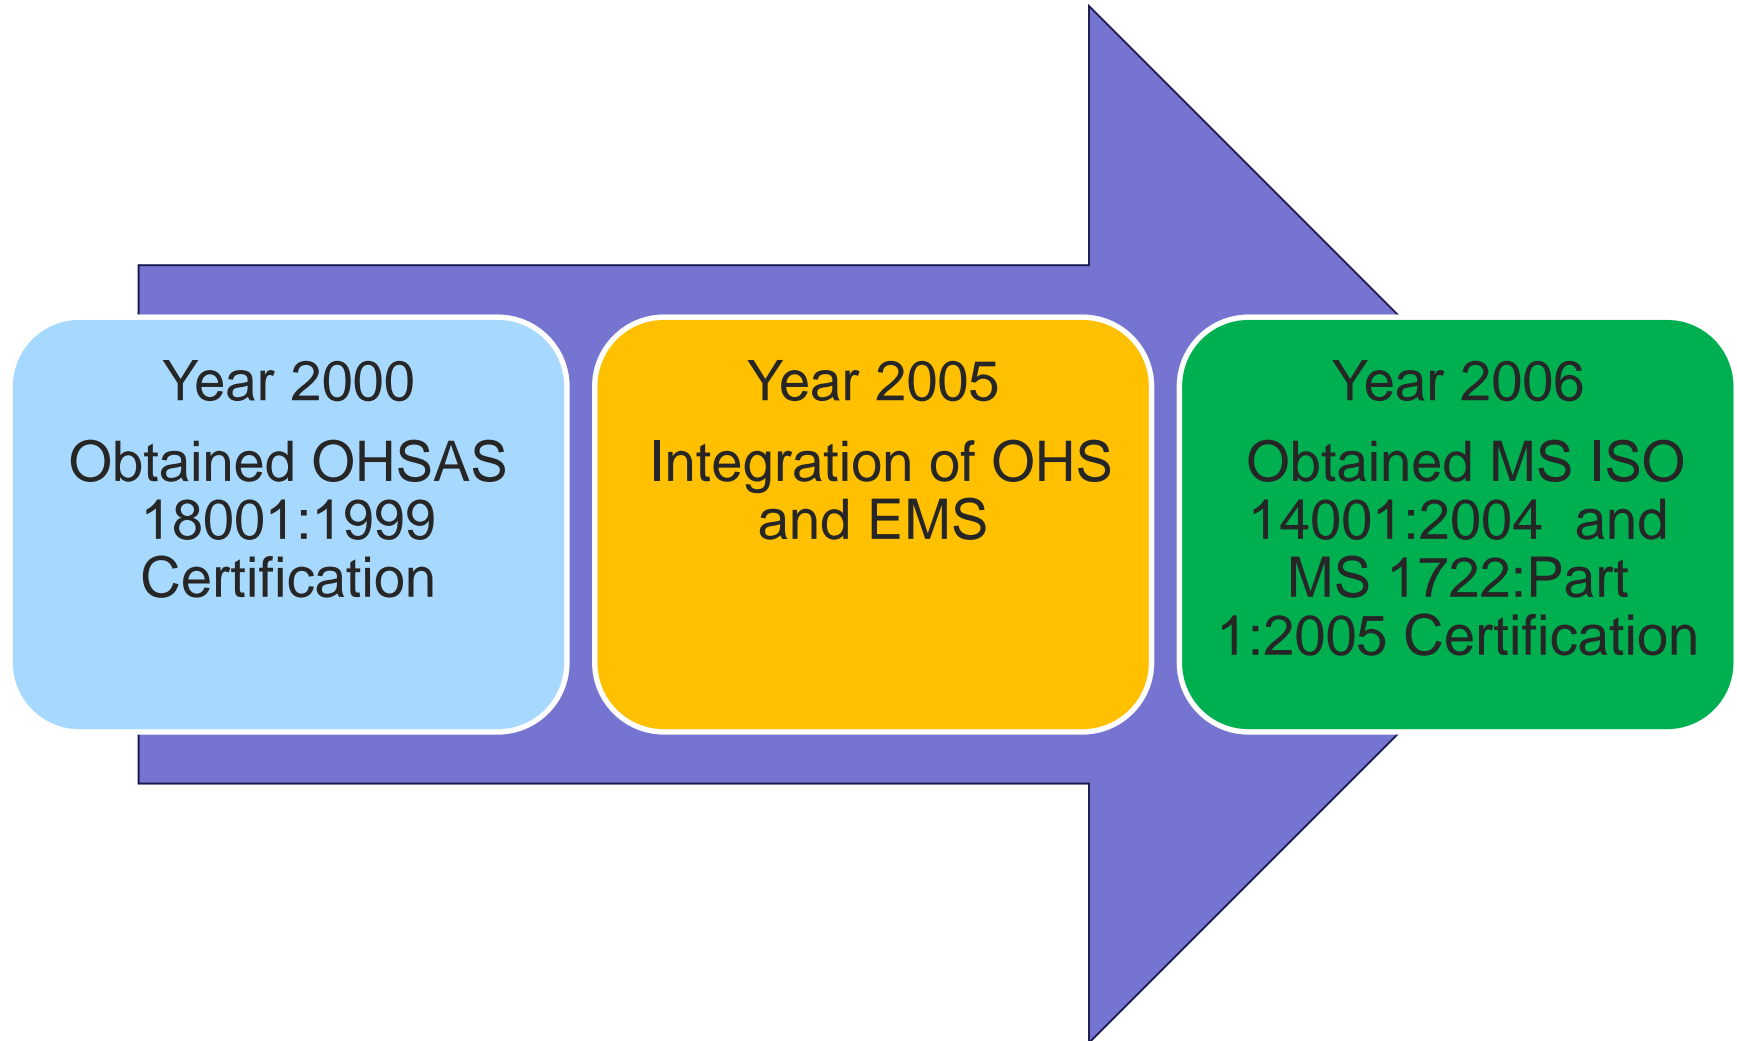 Year 2000
Obtained OHSAS
18001:1999
Certification
Year 2005
Integration of OHS
and EMS
Year 2006
Obtained MS ISO
14001:2004  and
MS 1722:Part
1:2005 Certification